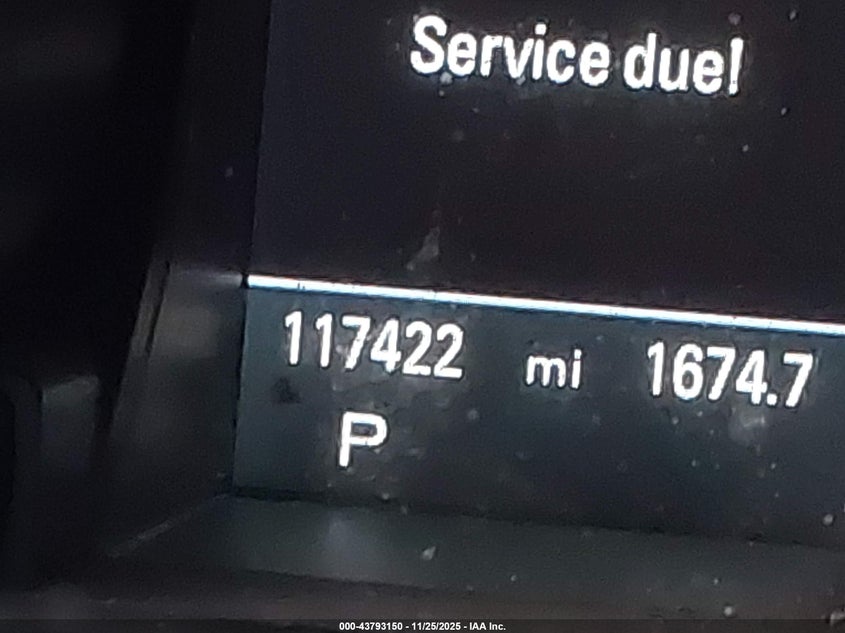 Service due!
117422 mi 1674.7
P
000-43793150 - 11/25/2025 - IAA Inc.